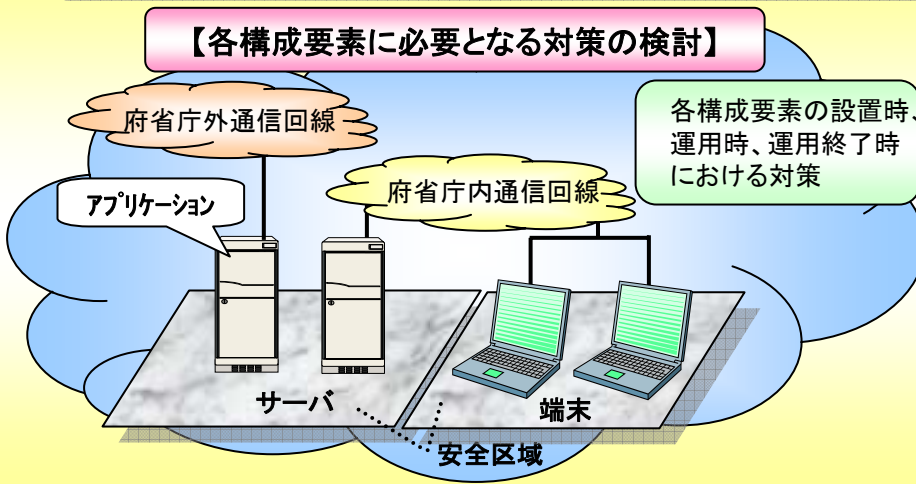 【各構成要素に必要となる対策の検討】
府省庁外通信回線
各構成要素の設置時、
運用時、運用終了時
における対策
府省庁内通信回線
アプリケーション
サーバ
端末
安全区域